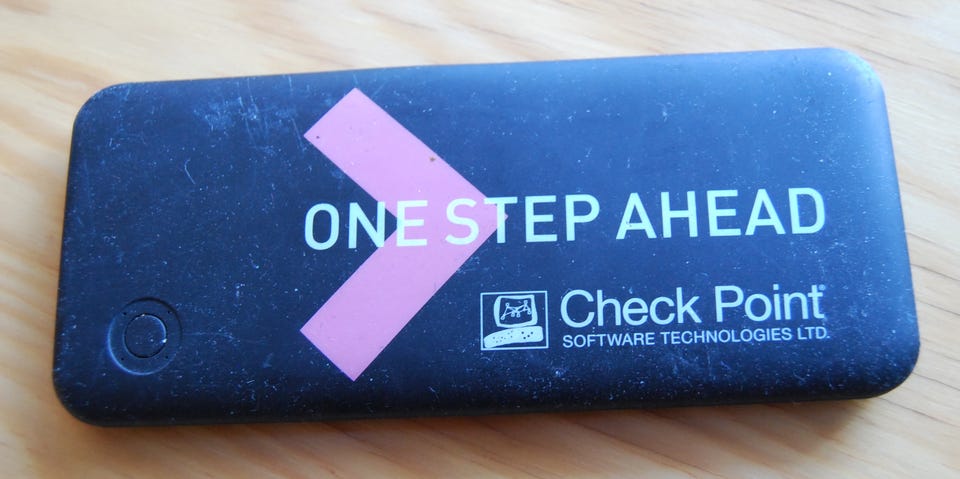 ONE STEP AHEAD
Check Point®
SOFTWARE TECHNOLOGIES LTD.